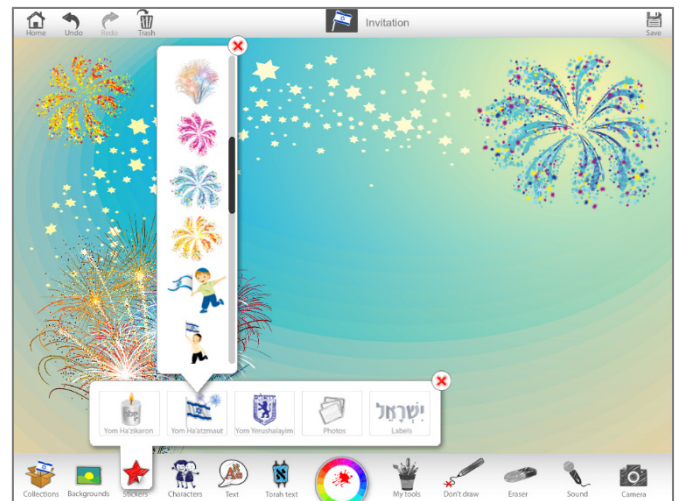 Invitation
Home
Undo
Redo
Trash
Save
Yom Ha'zikaron
Yom Ha'atzmaut
Yom Yerushalayim
Photos
יִשְׂרָאֵל
Labels
Collections
Backgrounds
Stickers
Characters
Text
Torah text
My tools
Don't draw
Eraser
Sound
Camera